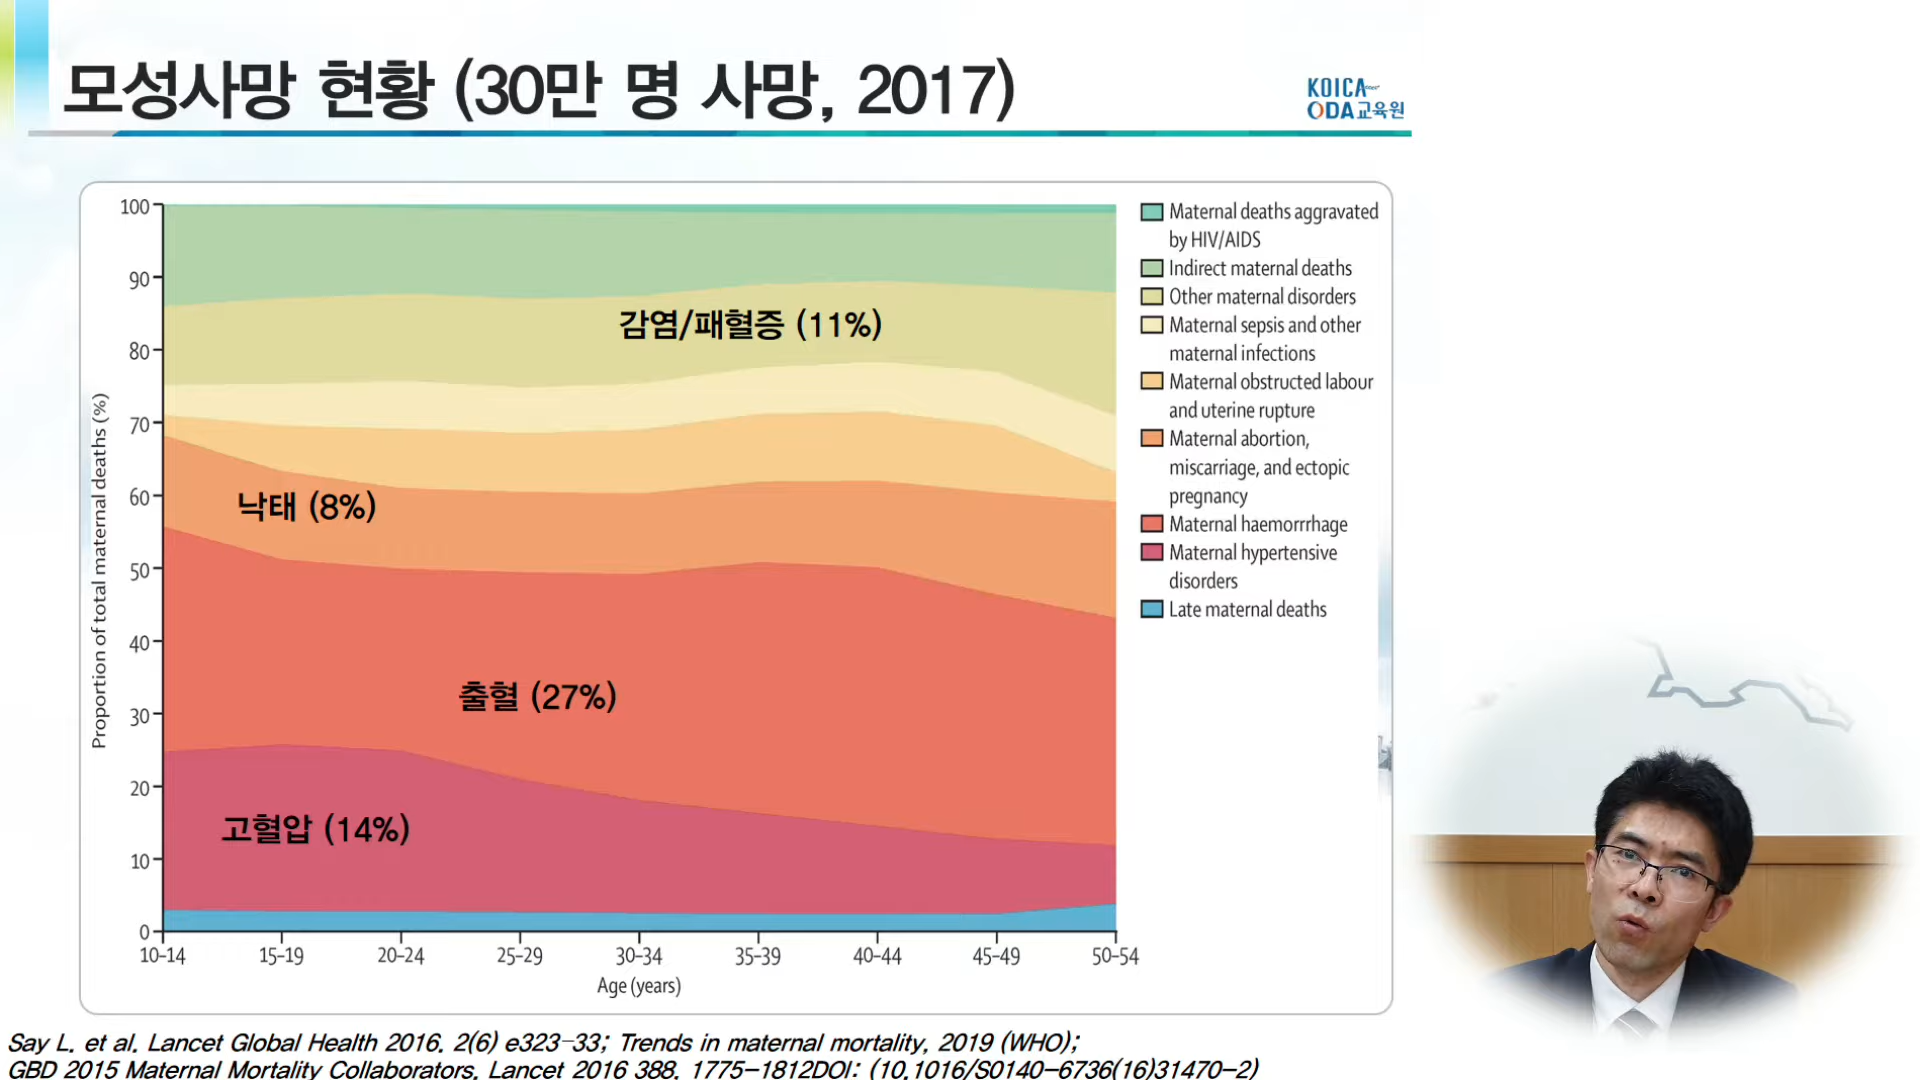 모성사망 현황 (30만 명 사망, 2017)
KOICA
ODA교육원
Proportion of total maternal deaths (%)
100
90
80
70
60
50
40
30
20
10
0
감염/패혈증 (11%)
낙태 (8%)
출혈 (27%)
고혈압 (14%)
10–14
15–19
20–24
25–29
30–34
35–39
40–44
45–49
50–54
Age (years)
Maternal deaths aggravated
by HIV/AIDS
Indirect maternal deaths
Other maternal disorders
Maternal sepsis and other
maternal infections
Maternal obstructed labour
and uterine rupture
Maternal abortion,
miscarriage, and ectopic
pregnancy
Maternal haemorrrhage
Maternal hypertensive
disorders
Late maternal deaths
Say L. et al. Lancet Global Health 2016. 2(6) e323–33; Trends in maternal mortality, 2019 (WHO);
GBD 2015 Maternal Mortality Collaborators, Lancet 2016 388, 1775–1812DOI: (10.1016/S0140–6736(16)31470–2)